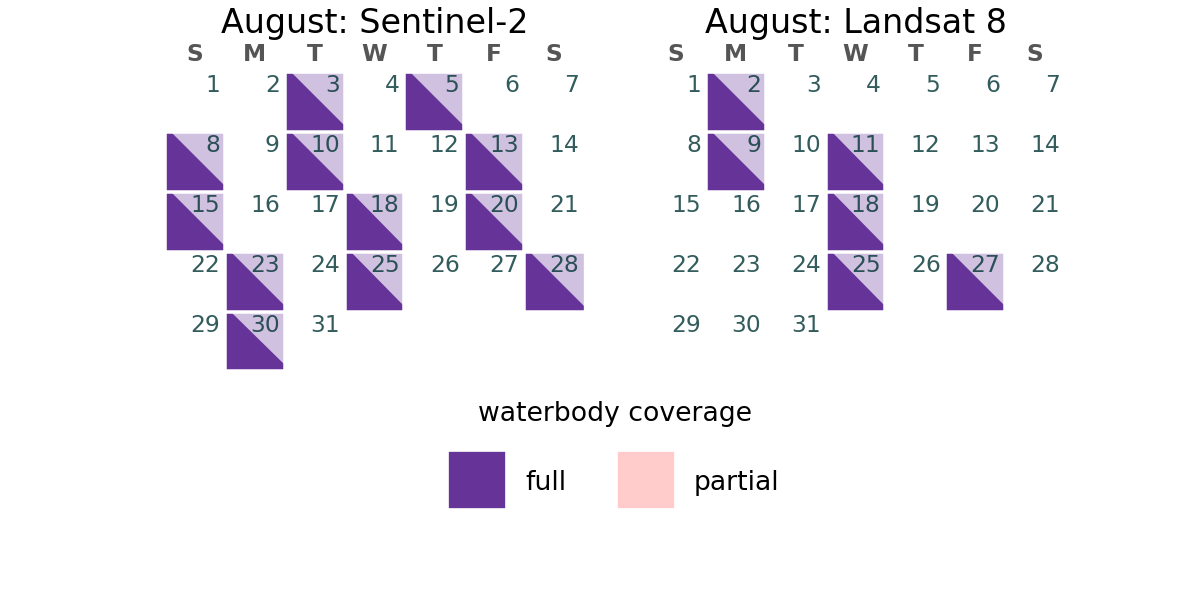 August: Sentinel-2
S M T W T F S
1 2 3 4 5 6 7
8 9 10 11 12 13 14
15 16 17 18 19 20 21
22 23 24 25 26 27 28
29 30 31
August: Landsat 8
S M T W T F S
1 2 3 4 5 6 7
8 9 10 11 12 13 14
15 16 17 18 19 20 21
22 23 24 25 26 27 28
29 30 31
waterbody coverage
full partial